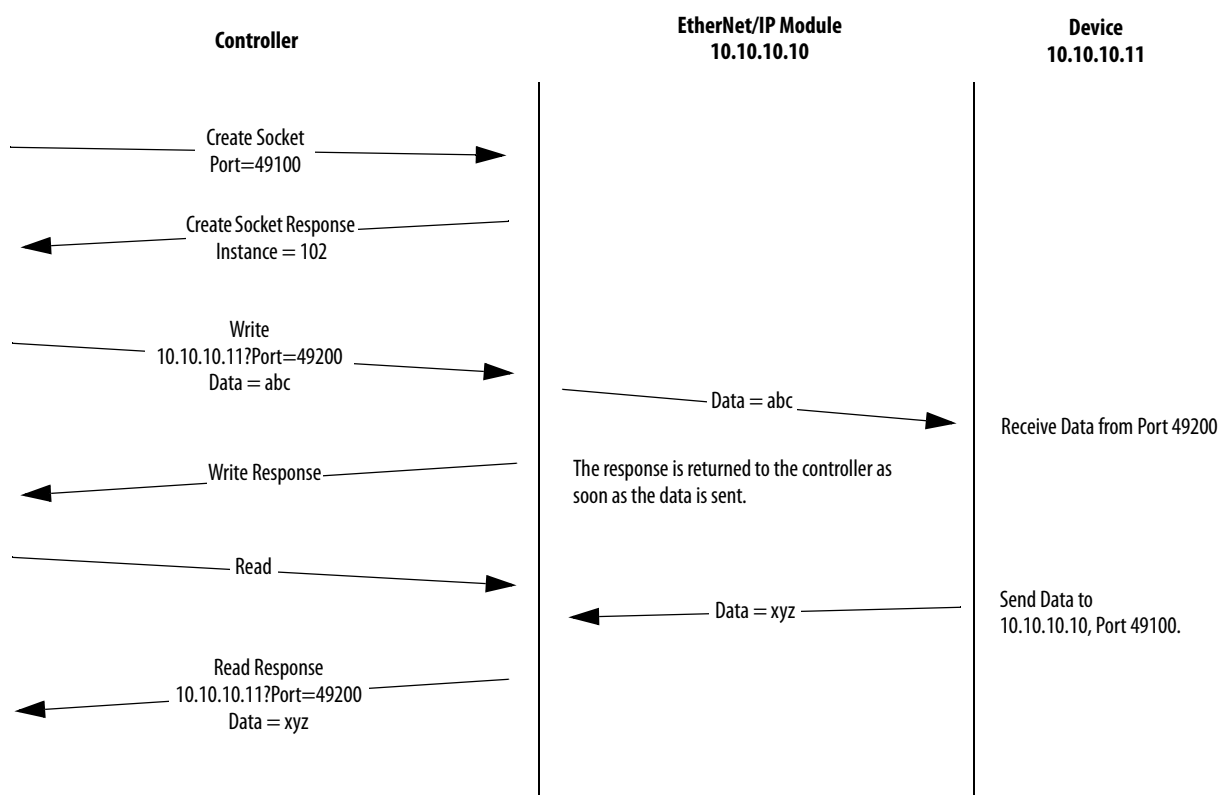 Controller
EtherNet/IP Module
10.10.10.10
Device
10.10.10.11
Create Socket
Port=49100
Create Socket Response
Instance = 102
Write
10.10.10.11?Port=49200
Data = abc
Data = abc
Receive Data from Port 49200
Write Response
The response is returned to the controller as
soon as the data is sent.
Read
Data = xyz
Send Data to
10.10.10.10, Port 49100.
Read Response
10.10.10.11?Port=49200
Data = xyz